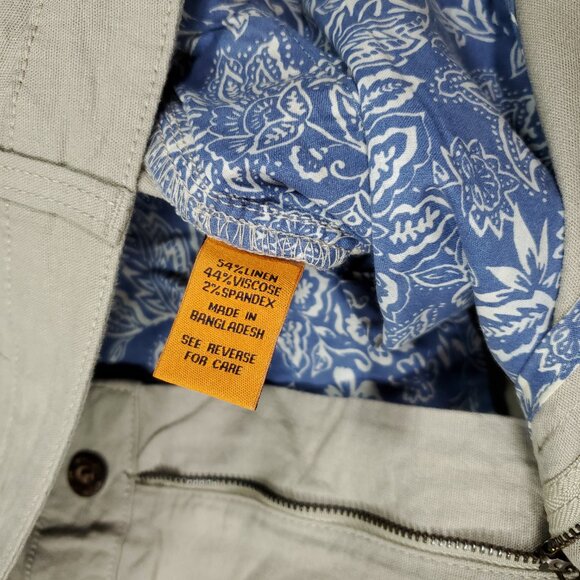 54%LINEN
44%VISCOSE
2%SPANDEX
MADE IN
BANGLADESH
SEE REVERSE
FOR CARE